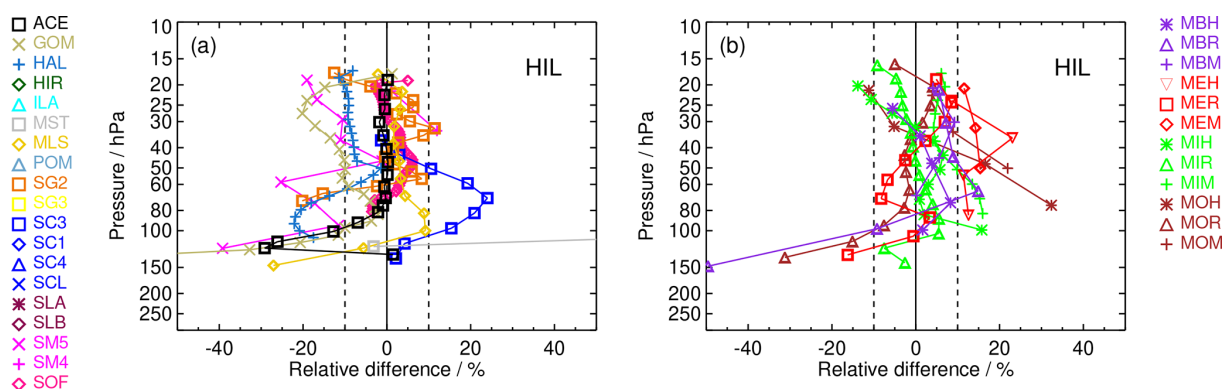 ACE
GOM
HAL
HIR
ILA
MST
MLS
POM
SG2
SG3
SC3
SC1
SC4
SCL
SLA
SLB
SM5
SM4
SOF
(a)
HIL
Pressure / hPa
10
15
20
25
30
40
50
60
80
100
150
200
250
-40 -20 0 20 40
Relative difference / %
(b)
HIL
Pressure / hPa
10
15
20
25
30
40
50
60
80
100
150
200
250
-40 -20 0 20 40
Relative difference / %
MBH
MBR
MBM
MEH
MER
MEM
MIH
MIR
MIM
MOH
MOR
MOM